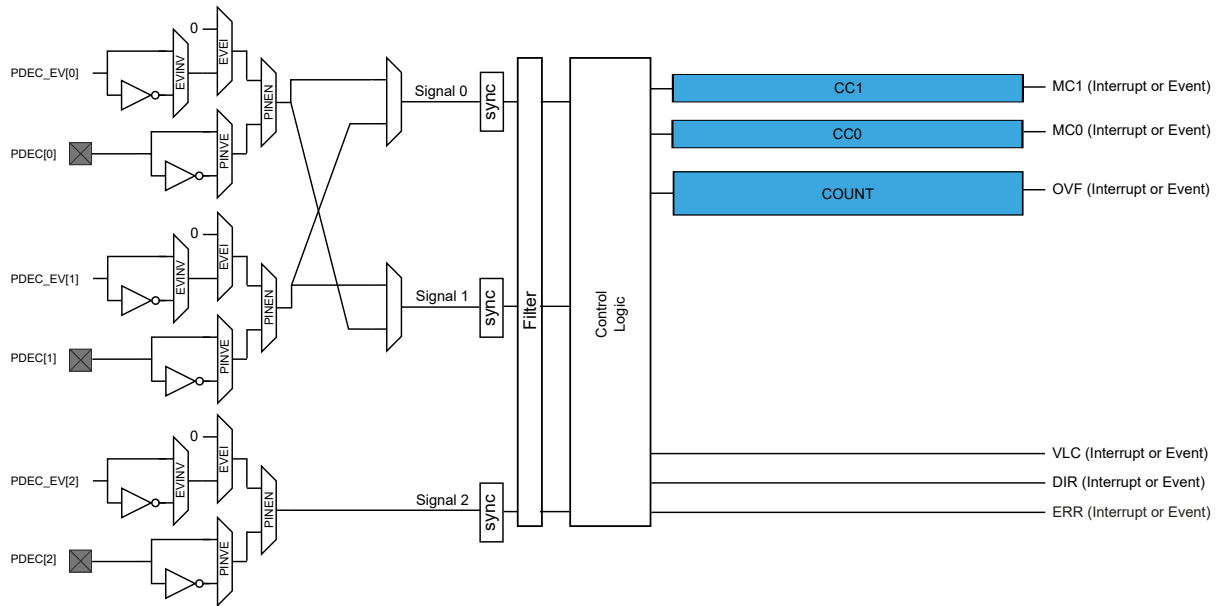 0
EVEI
EVINV
PDEC_EV[0]
PINEN
PDEC[0]
PINVE
Signal 0
sync
0
EVEI
EVINV
PDEC_EV[1]
PINEN
PDEC[1]
PINVE
Signal 1
sync
0
EVEI
EVINV
PDEC_EV[2]
PINEN
PDEC[2]
PINVE
Signal 2
sync
Filter
Control
Logic
CC1
MC1 (Interrupt or Event)
CC0
MC0 (Interrupt or Event)
COUNT
OVF (Interrupt or Event)
VLC (Interrupt or Event)
DIR (Interrupt or Event)
ERR (Interrupt or Event)